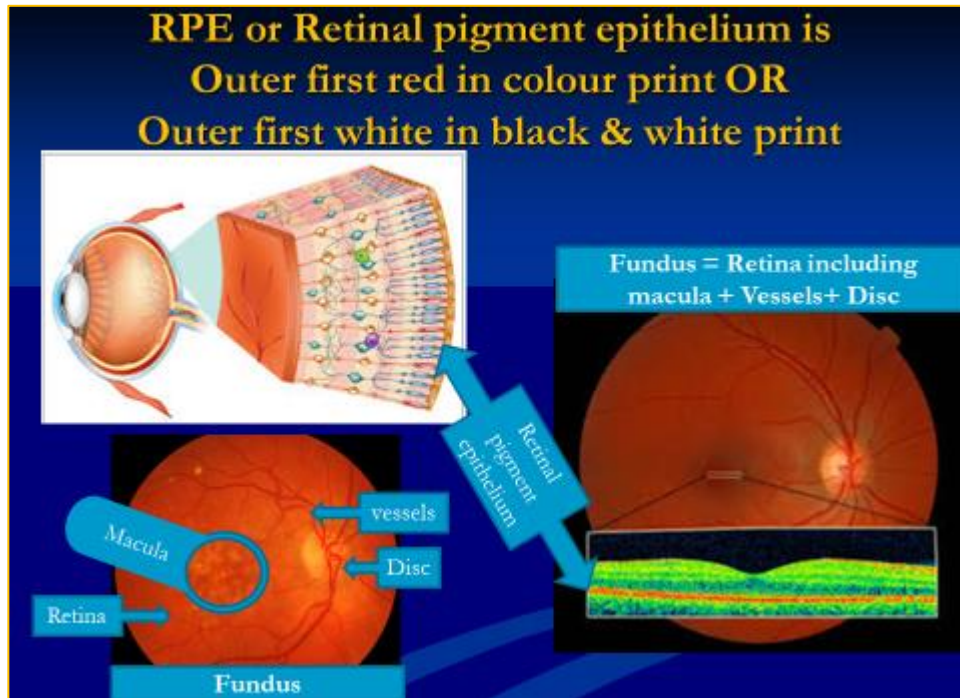 RPE or Retinal pigment epithelium is
Outer first red in colour print OR
Outer first white in black & white print
Fundus = Retina including
macula + Vessels+ Disc
Retinal
pigment
epithelium
vessels
Macula
Disc
Retina
Fundus